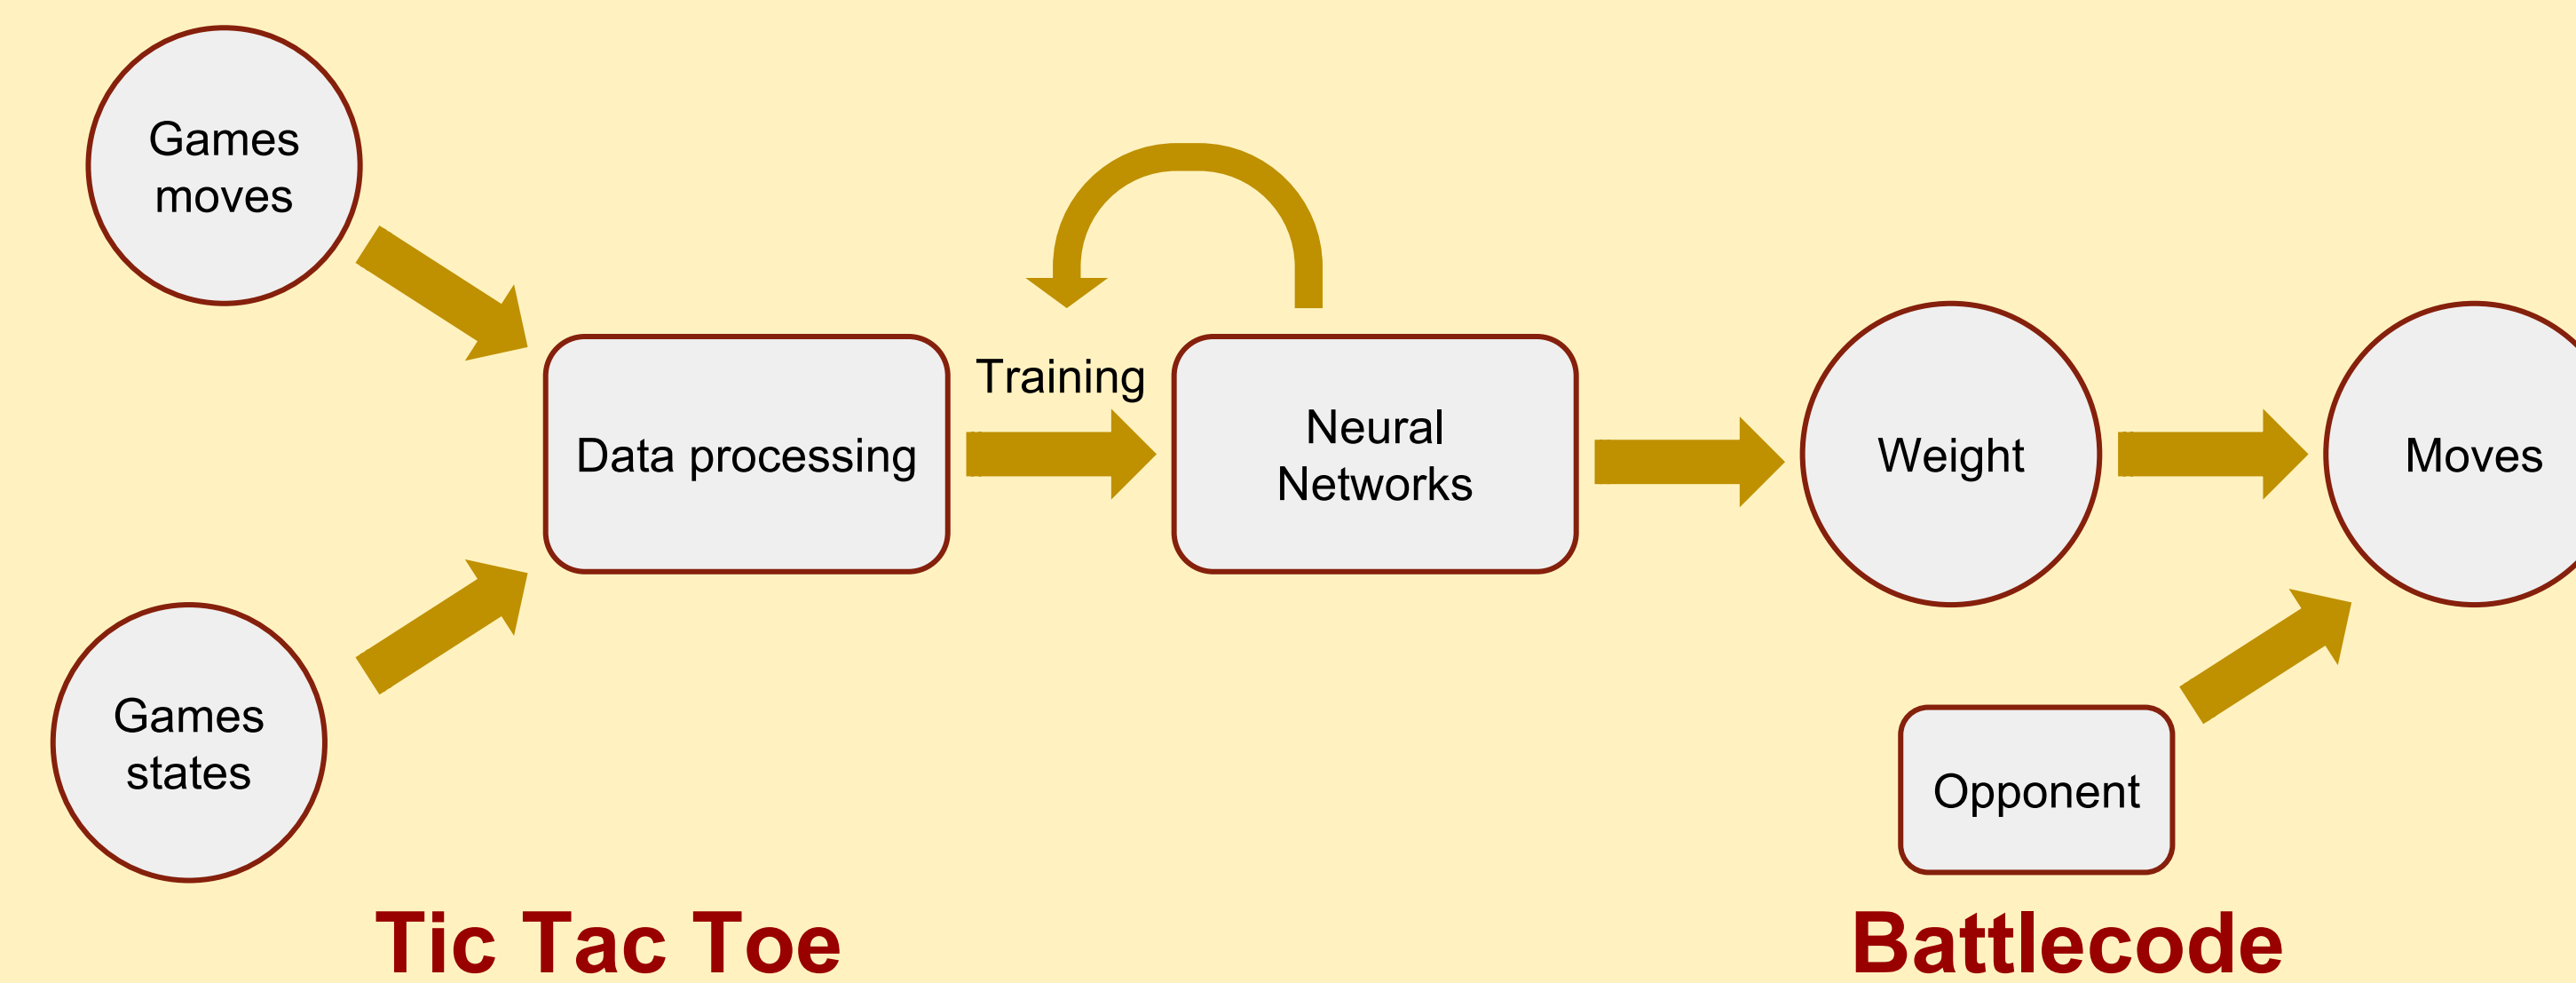 Games
moves
Training
Data processing
Neural
Networks
Weight
Moves
Games
states
Opponent
Tic Tac Toe
Battlecode